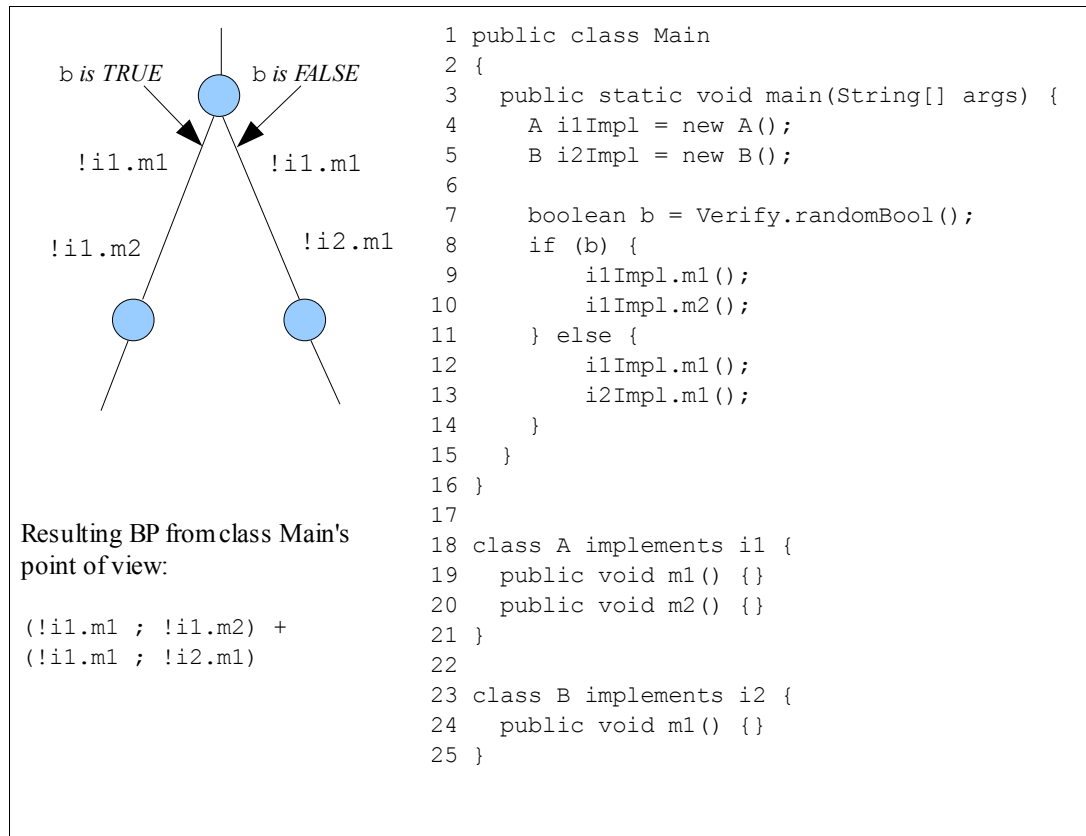 b is TRUE
b is FALSE
!i1.m1
!i1.m1
!i1.m2
!i2.m1
Resulting BP from class Main's
point of view:
(!i1.m1 ; !i1.m2) +
(!i1.m1 ; !i2.m1)
1 public class Main
2 {
3   public static void main(String[] args) {
4     A i1Impl = new A();
5     B i2Impl = new B();
6
7     boolean b = Verify.randomBool();
8     if (b) {
9         i1Impl.m1();
10         i1Impl.m2();
11     } else {
12         i1Impl.m1();
13         i2Impl.m1();
14     }
15   }
16 }
17
18 class A implements i1 {
19   public void m1() {}
20   public void m2() {}
21 }
22
23 class B implements i2 {
24   public void m1() {}
25 }